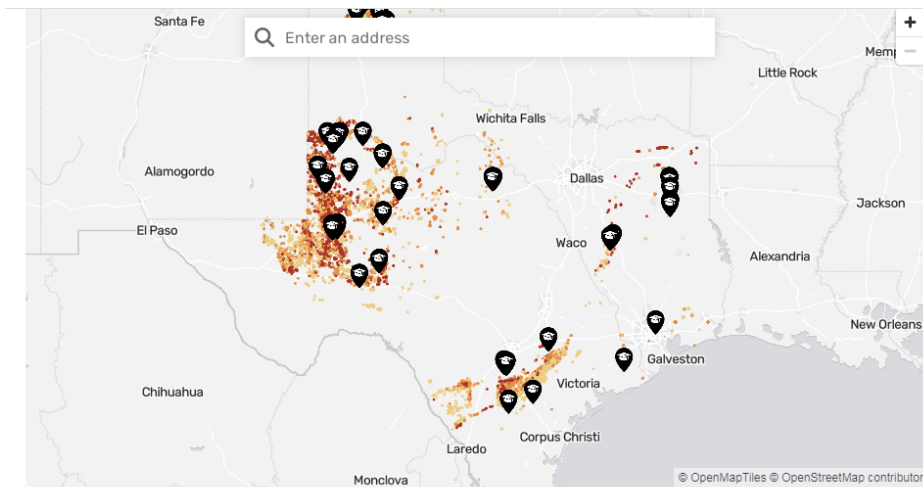 Santa Fe
Enter an address
+
−
Memp
Little Rock
Wichita Falls
Alamogordo
Dallas
Jackson
El Paso
Waco
Alexandria
New Orleans
Galveston
Chihuahua
Victoria
Corpus Christi
Laredo
Monclova
© OpenMapTiles © OpenStreetMap contributor